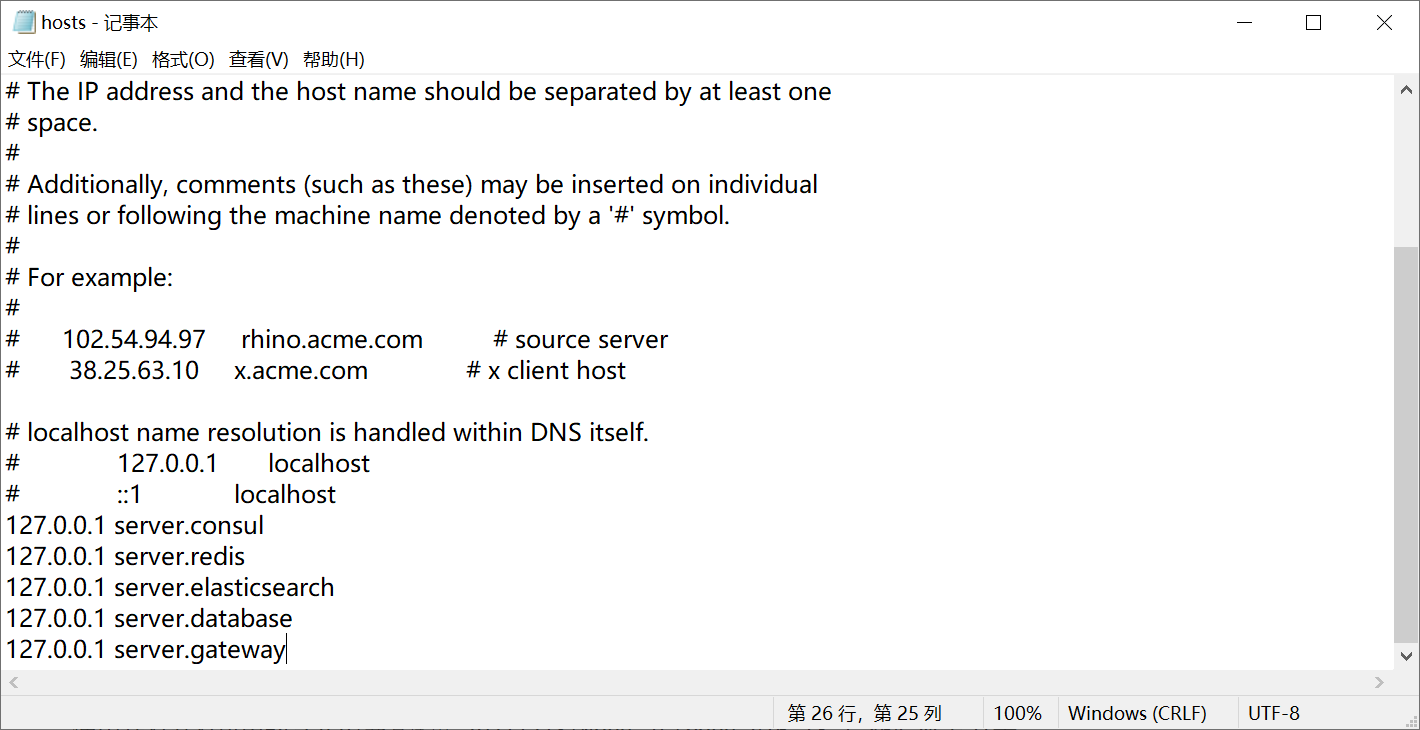 hosts - 记事本
文件(F) 编辑(E) 格式(O) 查看(V) 帮助(H)
# The IP address and the host name should be separated by at least one
# space.
#
# Additionally, comments (such as these) may be inserted on individual
# lines or following the machine name denoted by a '#' symbol.
#
# For example:
#
# 102.54.94.97 rhino.acme.com # source server
# 38.25.63.10 x.acme.com # x client host
# localhost name resolution is handled within DNS itself.
# 127.0.0.1 localhost
# ::1 localhost
127.0.0.1 server.consul
127.0.0.1 server.redis
127.0.0.1 server.elasticsearch
127.0.0.1 server.database
127.0.0.1 server.gateway
第 26 行，第 25 列 100% Windows (CRLF) UTF-8